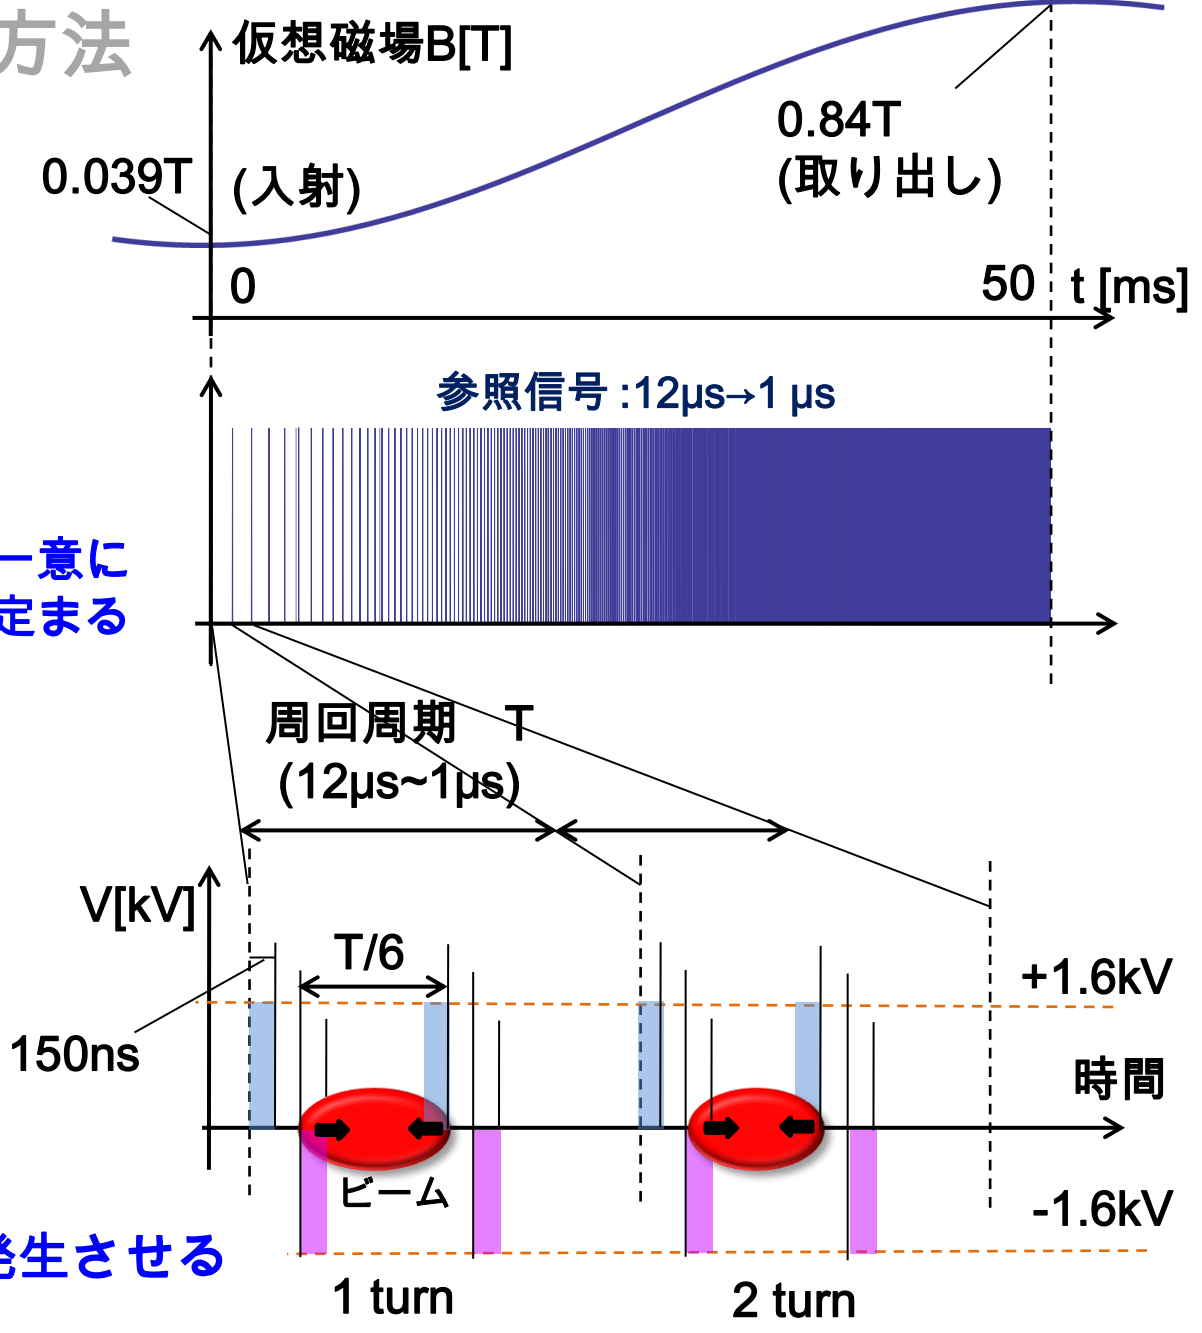 方法
仮想磁場B[T]
0.84T
(取り出し)
0.039T
(入射)
0
50
t [ms]
参照信号 :12μs→1 μs
一意に
定まる
周回周期　T
(12μs~1μs)
V[kV]
T/6
+1.6kV
150ns
時間
ビーム
-1.6kV
発生させる
1 turn
2 turn